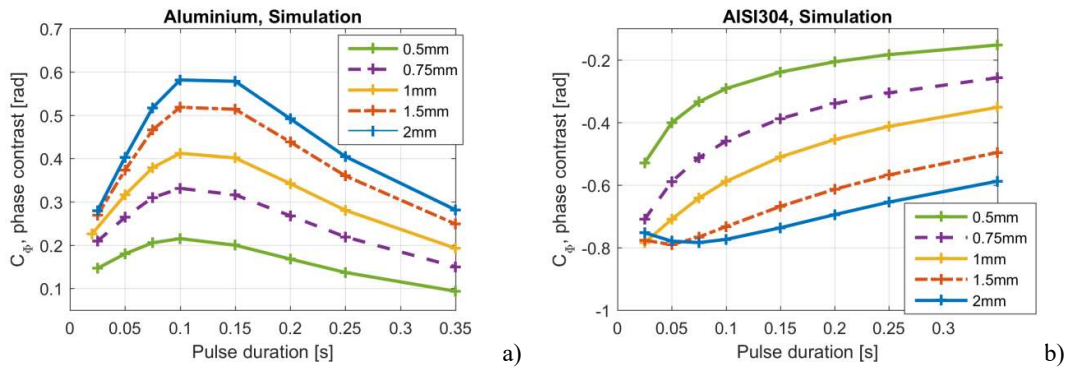 Aluminium, Simulation
C_Φ, phase contrast [rad]
0.7
0.6
0.5
0.4
0.3
0.2
0.1
0 0.05 0.1 0.15 0.2 0.25 0.3 0.35
Pulse duration [s]
0.5mm
0.75mm
1mm
1.5mm
2mm
a)
AISI304, Simulation
C_Φ, phase contrast [rad]
-0.2
-0.4
-0.6
-0.8
-1
0 0.05 0.1 0.15 0.2 0.25 0.3
Pulse duration [s]
0.5mm
0.75mm
1mm
1.5mm
2mm
b)